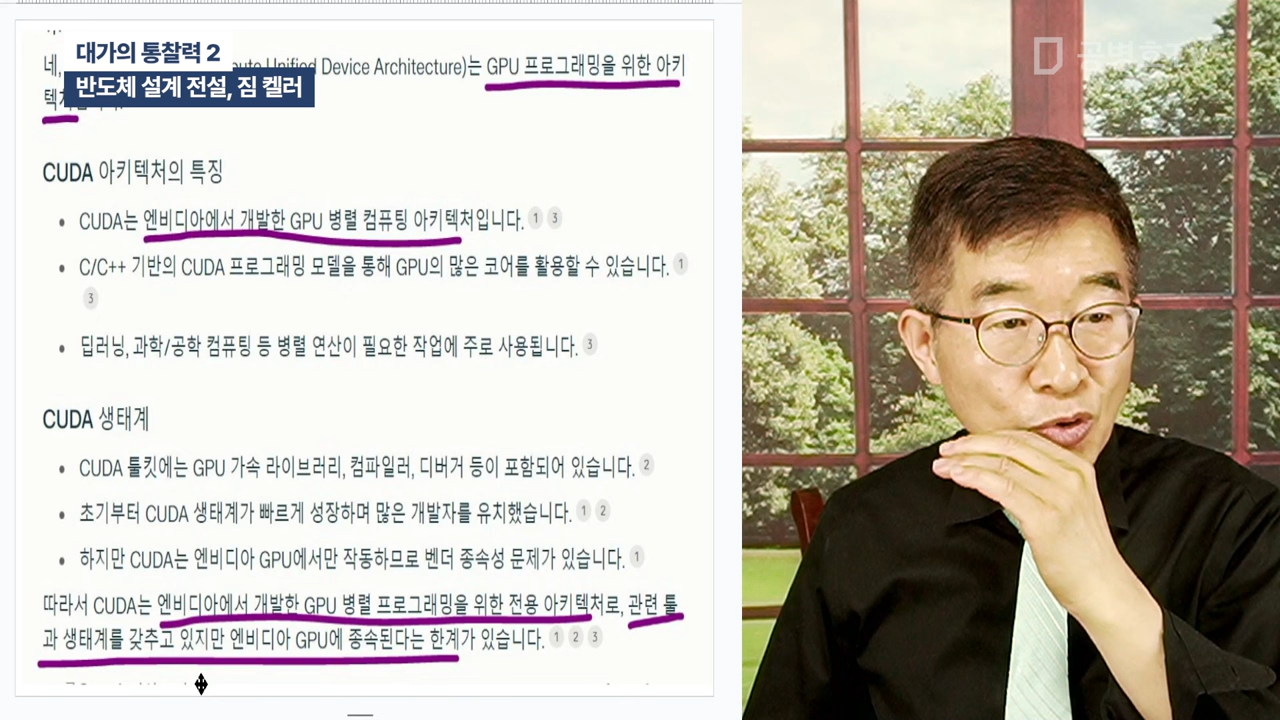 대가의 통찰력 2
반도체 설계 전설, 짐 켈러
네, Unified Device Architecture)는 GPU 프로그래밍을 위한 아키
CUDA 아키텍처의 특징
• CUDA는 엔비디아에서 개발한 GPU 병렬 컴퓨팅 아키텍처입니다. 1 3
• C/C++ 기반의 CUDA 프로그래밍 모델을 통해 GPU의 많은 코어를 활용할 수 있습니다. 1
3
• 딥러닝, 과학/공학 컴퓨팅 등 병렬 연산이 필요한 작업에 주로 사용됩니다. 3
CUDA 생태계
• CUDA 툴킷에는 GPU 가속 라이브러리, 컴파일러, 디버거 등이 포함되어 있습니다. 2
• 초기부터 CUDA 생태계가 빠르게 성장하며 많은 개발자를 유치했습니다. 1 2
• 하지만 CUDA는 엔비디아 GPU에서만 작동하므로 벤더 종속성 문제가 있습니다. 1
따라서 CUDA는 엔비디아에서 개발한 GPU 병렬 프로그래밍을 위한 전용 아키텍처로, 관련 툴
과 생태계를 갖추고 있지만 엔비디아 GPU에 종속된다는 한계가 있습니다. 1 2 3